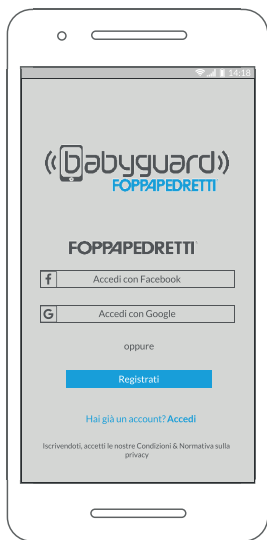 14:18
babyguard
FOPPAPEDRETTI
FOPPAPEDRETTI
f Accedi con Facebook
G Accedi con Google
oppure
Registrati
Hai già un account? Accedi
Iscrivendoti, accetti le nostre Condizioni & Normativa sulla
privacy